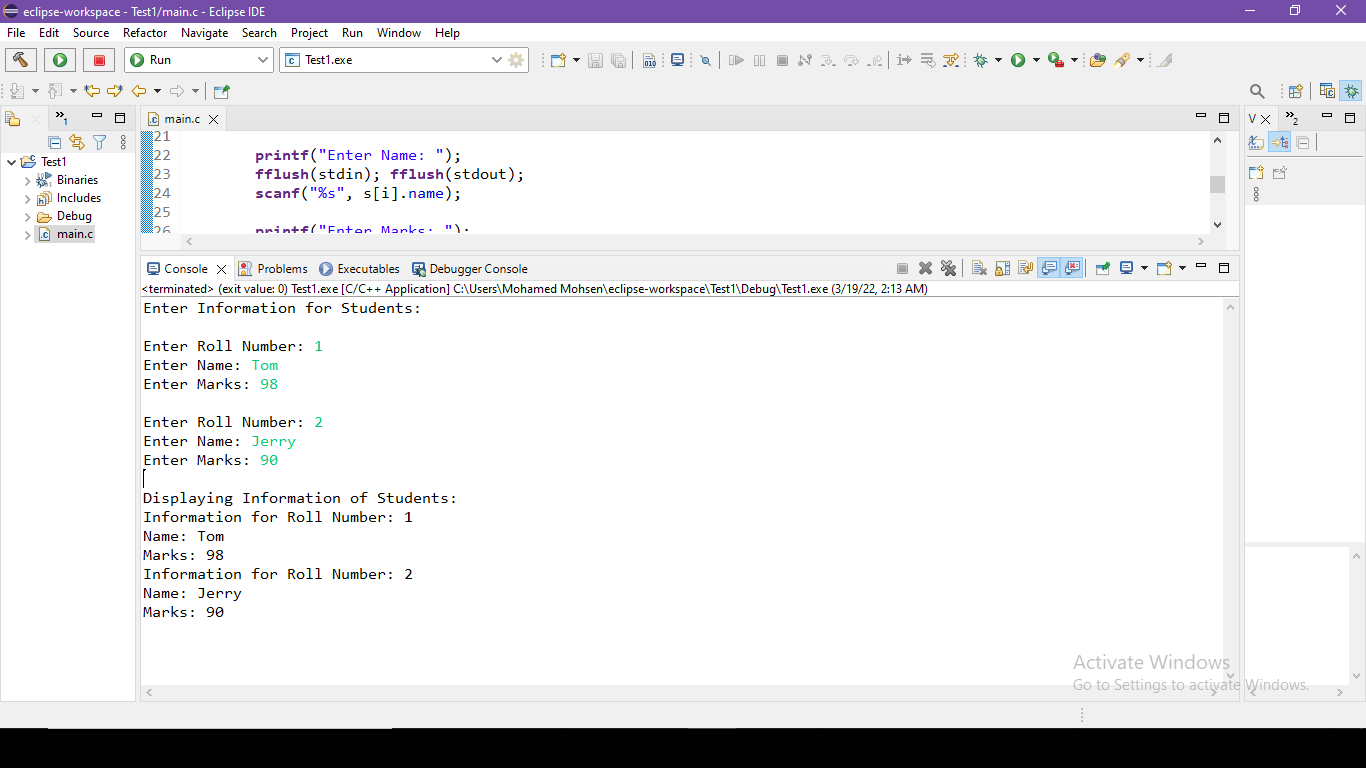 eclipse-workspace - Test1/main.c - Eclipse IDE
File Edit Source Refactor Navigate Search Project Run Window Help
Run
Test1.exe
main.c
Test1
Binaries
Includes
Debug
main.c
21
22 printf("Enter Name: ");
23 fflush(stdin); fflush(stdout);
24 scanf("%s", s[i].name);
25
26 printf("Enter Marks: ");
Console Problems Executables Debugger Console
<terminated> (exit value: 0) Test1.exe [C/C++ Application] C:\Users\Mohamed Mohsen\eclipse-workspace\Test1\Debug\Test1.exe (3/19/22, 2:13 AM)
Enter Information for Students:
Enter Roll Number: 1
Enter Name: Tom
Enter Marks: 98
Enter Roll Number: 2
Enter Name: Jerry
Enter Marks: 90
Displaying Information of Students:
Information for Roll Number: 1
Name: Tom
Marks: 98
Information for Roll Number: 2
Name: Jerry
Marks: 90
Activate Windows
Go to Settings to activate Windows.